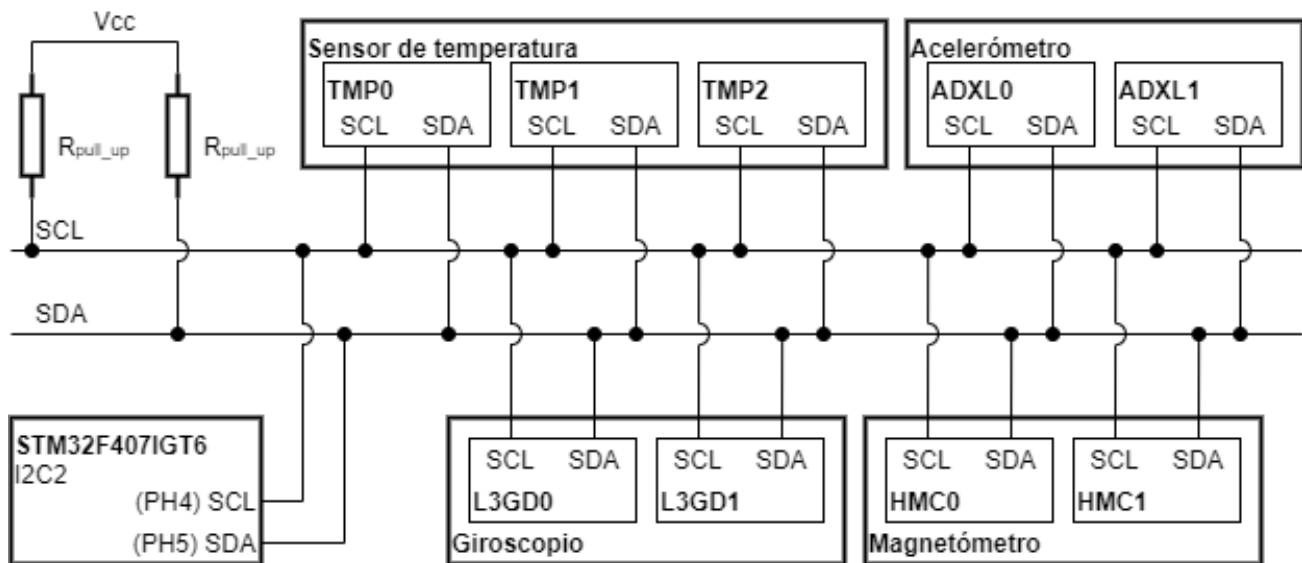 Vcc
Rpull_up
Rpull_up
Sensor de temperatura
TMP0
SCL SDA
TMP1
SCL SDA
TMP2
SCL SDA
Acelerómetro
ADXL0
SCL SDA
ADXL1
SCL SDA
SCL
SDA
STM32F407IGT6
I2C2
(PH4) SCL
(PH5) SDA
SCL SDA
L3GD0
SCL SDA
L3GD1
Giroscopio
SCL SDA
HMC0
SCL SDA
HMC1
Magnetómetro